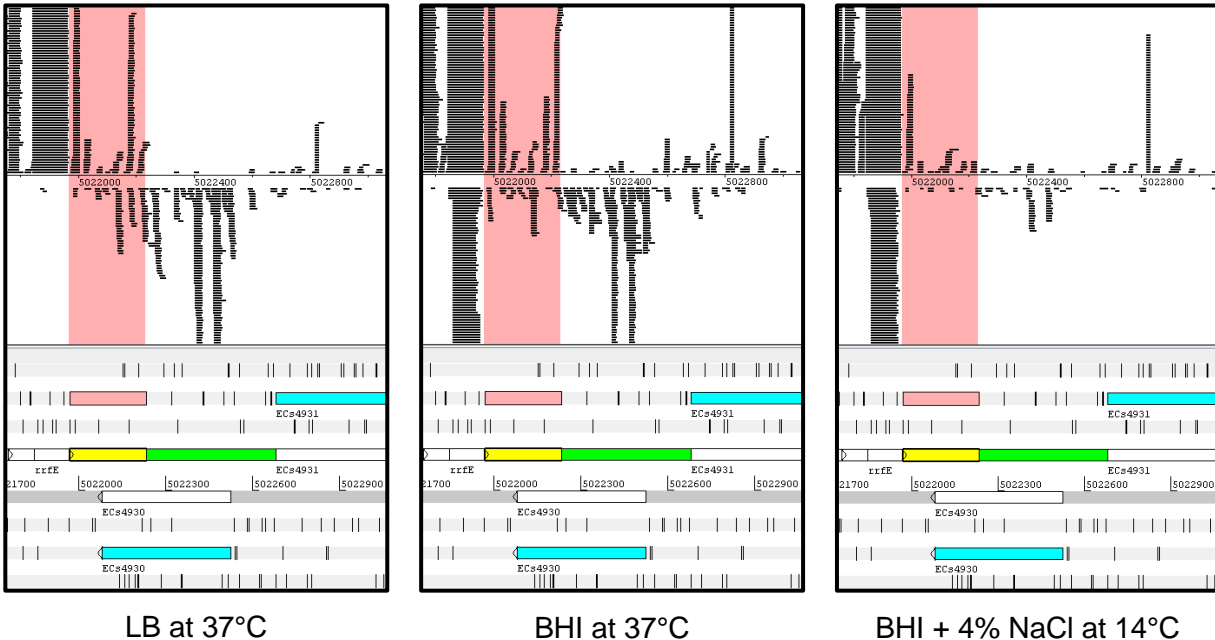 5022000 5022400 5022800
ECs4931
rrfE ECs4931
21700 5022000 5022300 5022600 5022900
ECs4930
ECs4930
LB at 37°C
5022000 5022400 5022800
ECs4931
rrfE ECs4931
700 5022000 5022300 5022600 5022900
ECs4930
ECs4930
BHI at 37°C
5022000 5022400 5022800
ECs4931
rrfE ECs4931
21700 5022000 5022300 5022600 5022900
ECs4930
ECs4930
BHI + 4% NaCl at 14°C